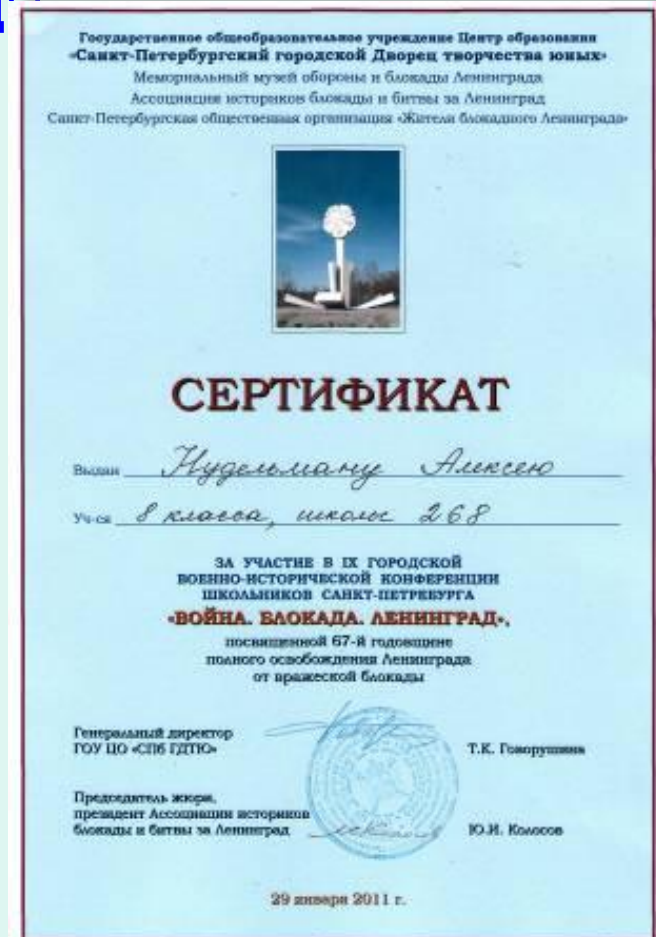 Государственное общеобразовательное учреждение Центр образования
«Санкт-Петербургский городской Дворец творчества юных»
Мемориальный музей обороны и блокады Ленинграда
Ассоциация историков блокады и битвы за Ленинград
Санкт-Петербургская общественная организация «Жители блокадного Ленинграда»
СЕРТИФИКАТ
Выдан Нудельману Алексею
Уч-ся 8 класса, школы 268
ЗА УЧАСТИЕ В IX ГОРОДСКОЙ
ВОЕННО-ИСТОРИЧЕСКОЙ КОНФЕРЕНЦИИ
ШКОЛЬНИКОВ САНКТ-ПЕТРЕБУРГА
«ВОЙНА. БЛОКАДА. ЛЕНИНГРАД»,
посвященной 67-й годовщине
полного освобождения Ленинграда
от вражеской блокады
Генеральный директор
ГОУ ЦО «СПб ГДТЮ» Т.К. Говорушина
Председатель жюри,
президент Ассоциации историков
блокады и битвы за Ленинград Ю.И. Колосов
29 января 2011 г.